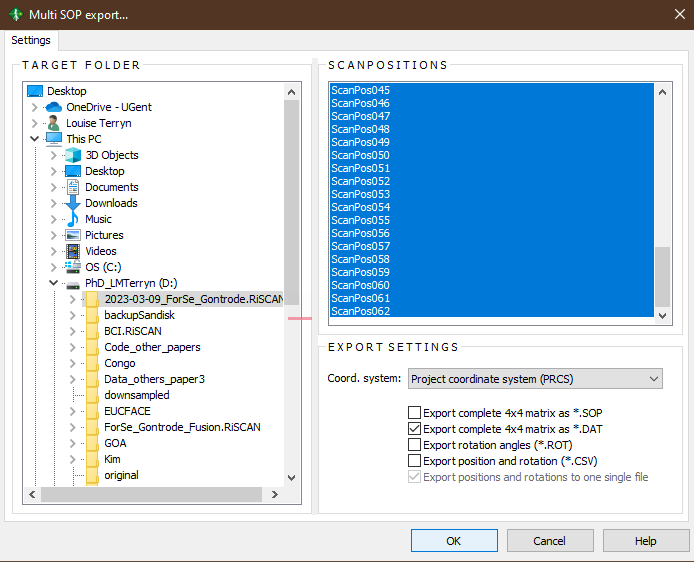 Multi SOP export...
Settings
TARGET FOLDER
Desktop
OneDrive - UGent
Louise Terryn
This PC
3D Objects
Desktop
Documents
Downloads
Music
Pictures
Videos
OS (C:)
PhD_LMTerryn (D:)
2023-03-09_ForSe_Gontrode.RiSCAN
backupSandisk
BCI.RiSCAN
Code_other_papers
Congo
Data_others_paper3
downsampled
EUCFACE
ForSe_Gontrode_Fusion.RiSCAN
GOA
Kim
original
SCANPOSITIONS
ScanPos045
ScanPos046
ScanPos047
ScanPos048
ScanPos049
ScanPos050
ScanPos051
ScanPos052
ScanPos053
ScanPos054
ScanPos055
ScanPos056
ScanPos057
ScanPos058
ScanPos059
ScanPos060
ScanPos061
ScanPos062
EXPORT SETTINGS
Coord. system: Project coordinate system (PRCS)
Export complete 4x4 matrix as *.SOP
Export complete 4x4 matrix as *.DAT
Export rotation angles (*.ROT)
Export position and rotation (*.CSV)
Export positions and rotations to one single file
OK Cancel Help